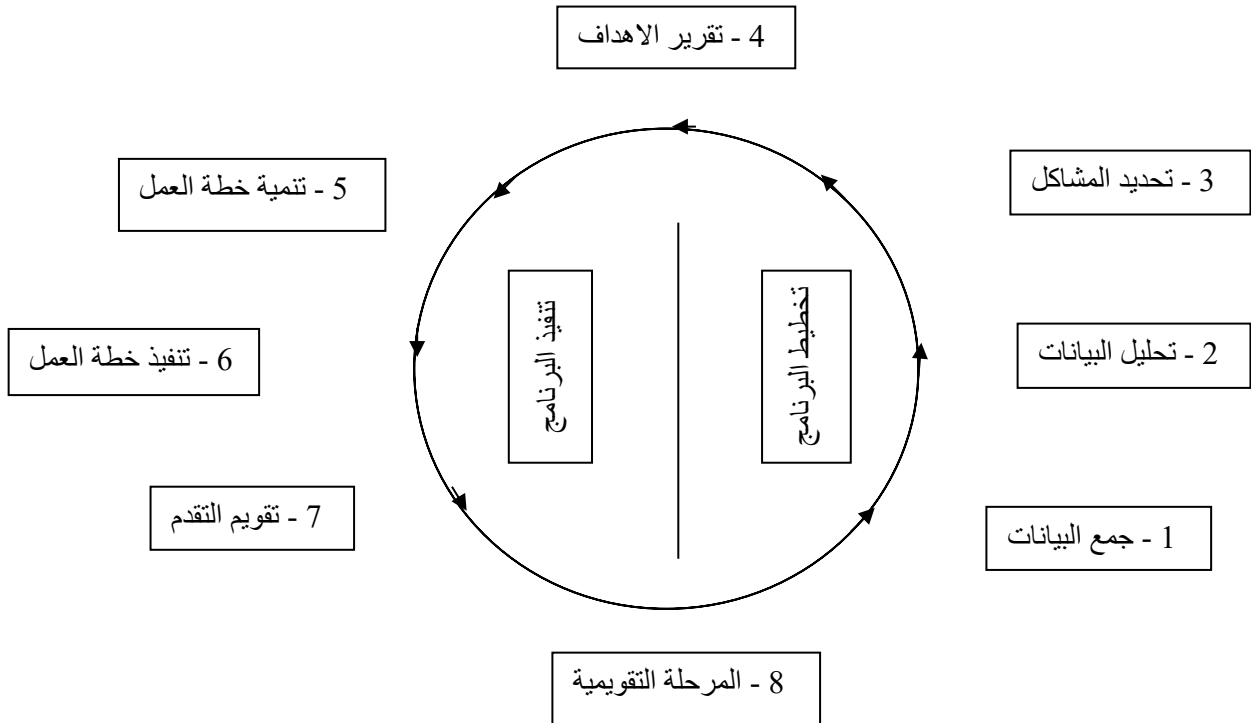 4 - تقرير الاهداف
3 - تحديد المشاكل
5 - تنمية خطة العمل
تخطيط البرنامج
تنفيذ البرنامج
2 - تحليل البيانات
6 - تنفيذ خطة العمل
1 - جمع البيانات
7 - تقويم التقدم
8 - المرحلة التقويمية